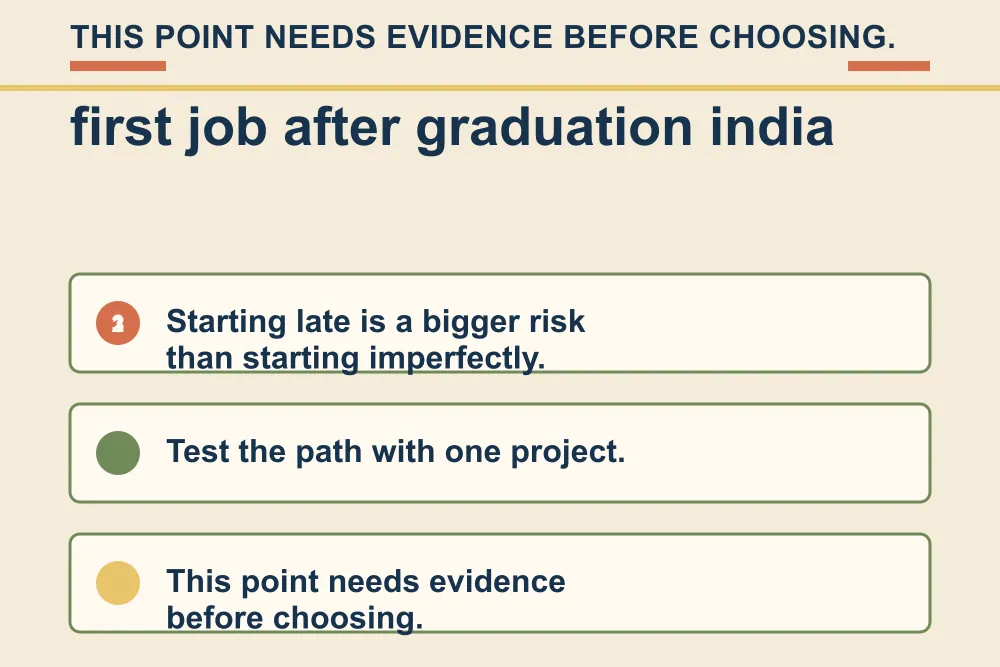 THIS POINT NEEDS EVIDENCE BEFORE CHOOSING.
first job after graduation india
Starting late is a bigger risk
than starting imperfectly.
Test the path with one project.
This point needs evidence
before choosing.